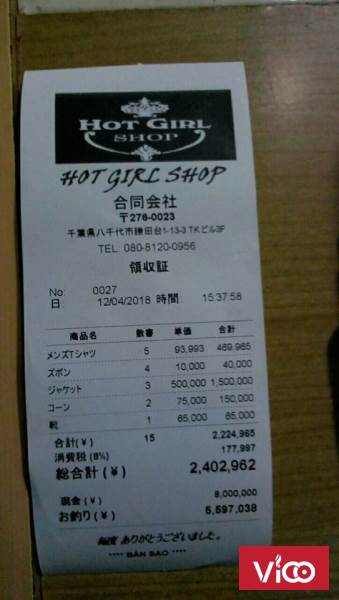 HOT GIRL
SHOP
HOT GIRL SHOP
合同会社
〒276-0023
千葉県八千代市勝田台1-13-3 TKビル3F
TEL: 080-8120-0956
領収証
No: 0027
日: 12/04/2018 時間: 15:37:58
商品名 数書 単価 合計
メンズTシャツ 5 93,993 469,965
ズボン 4 10,000 40,000
ジャケット 3 500,000 1,500,000
コーン 2 75,000 150,000
靴 1 65,000 65,000
合計(¥) 15 2,224,965
消費税 (8%) 177,997
総合計 (¥) 2,402,962
現金 (¥) 8,000,000
お釣り(¥) 5,597,038
毎度 ありがとうございました。
**** BẢN SAO ****
VICO